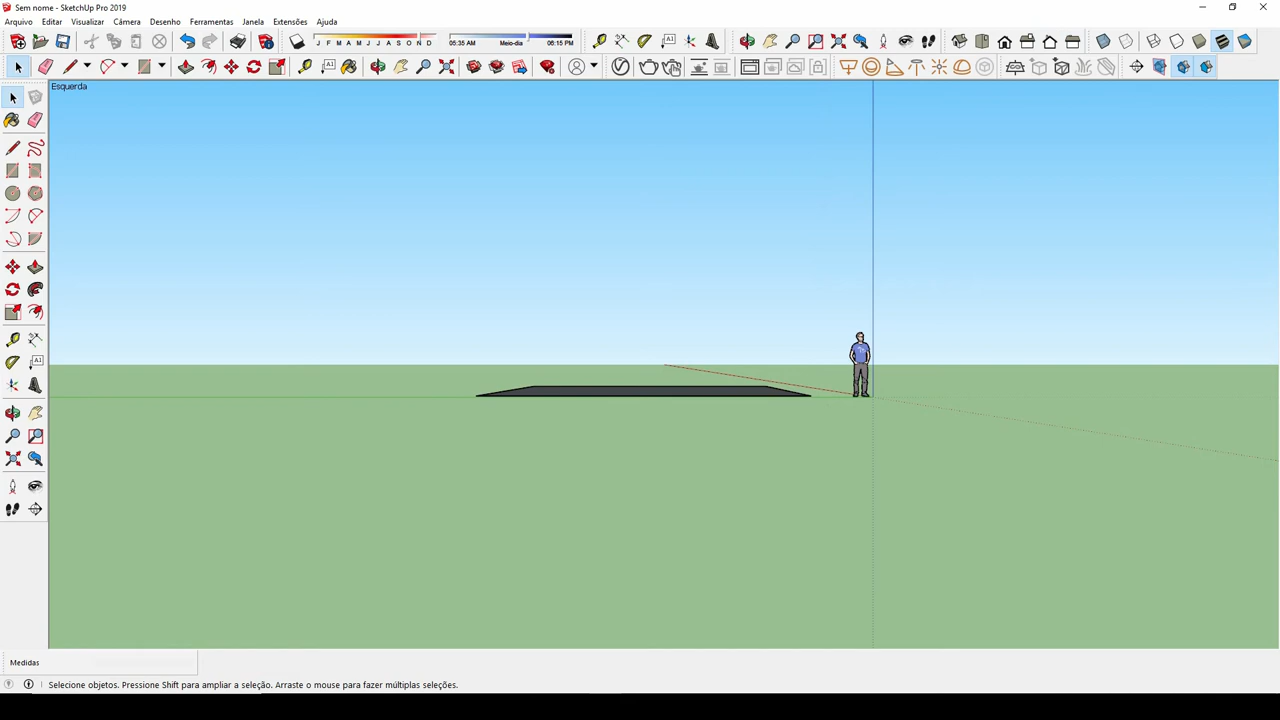 Sem nome - SketchUp Pro 2019
Arquivo Editar Visualizar Câmera Desenho Ferramentas Janela Extensões Ajuda
J F M A M J J A S O N D 05:35 AM Meio-dia 06:15 PM
Esquerda
Medidas
Selecione objetos. Pressione Shift para ampliar a seleção. Arraste o mouse para fazer múltiplas seleções.